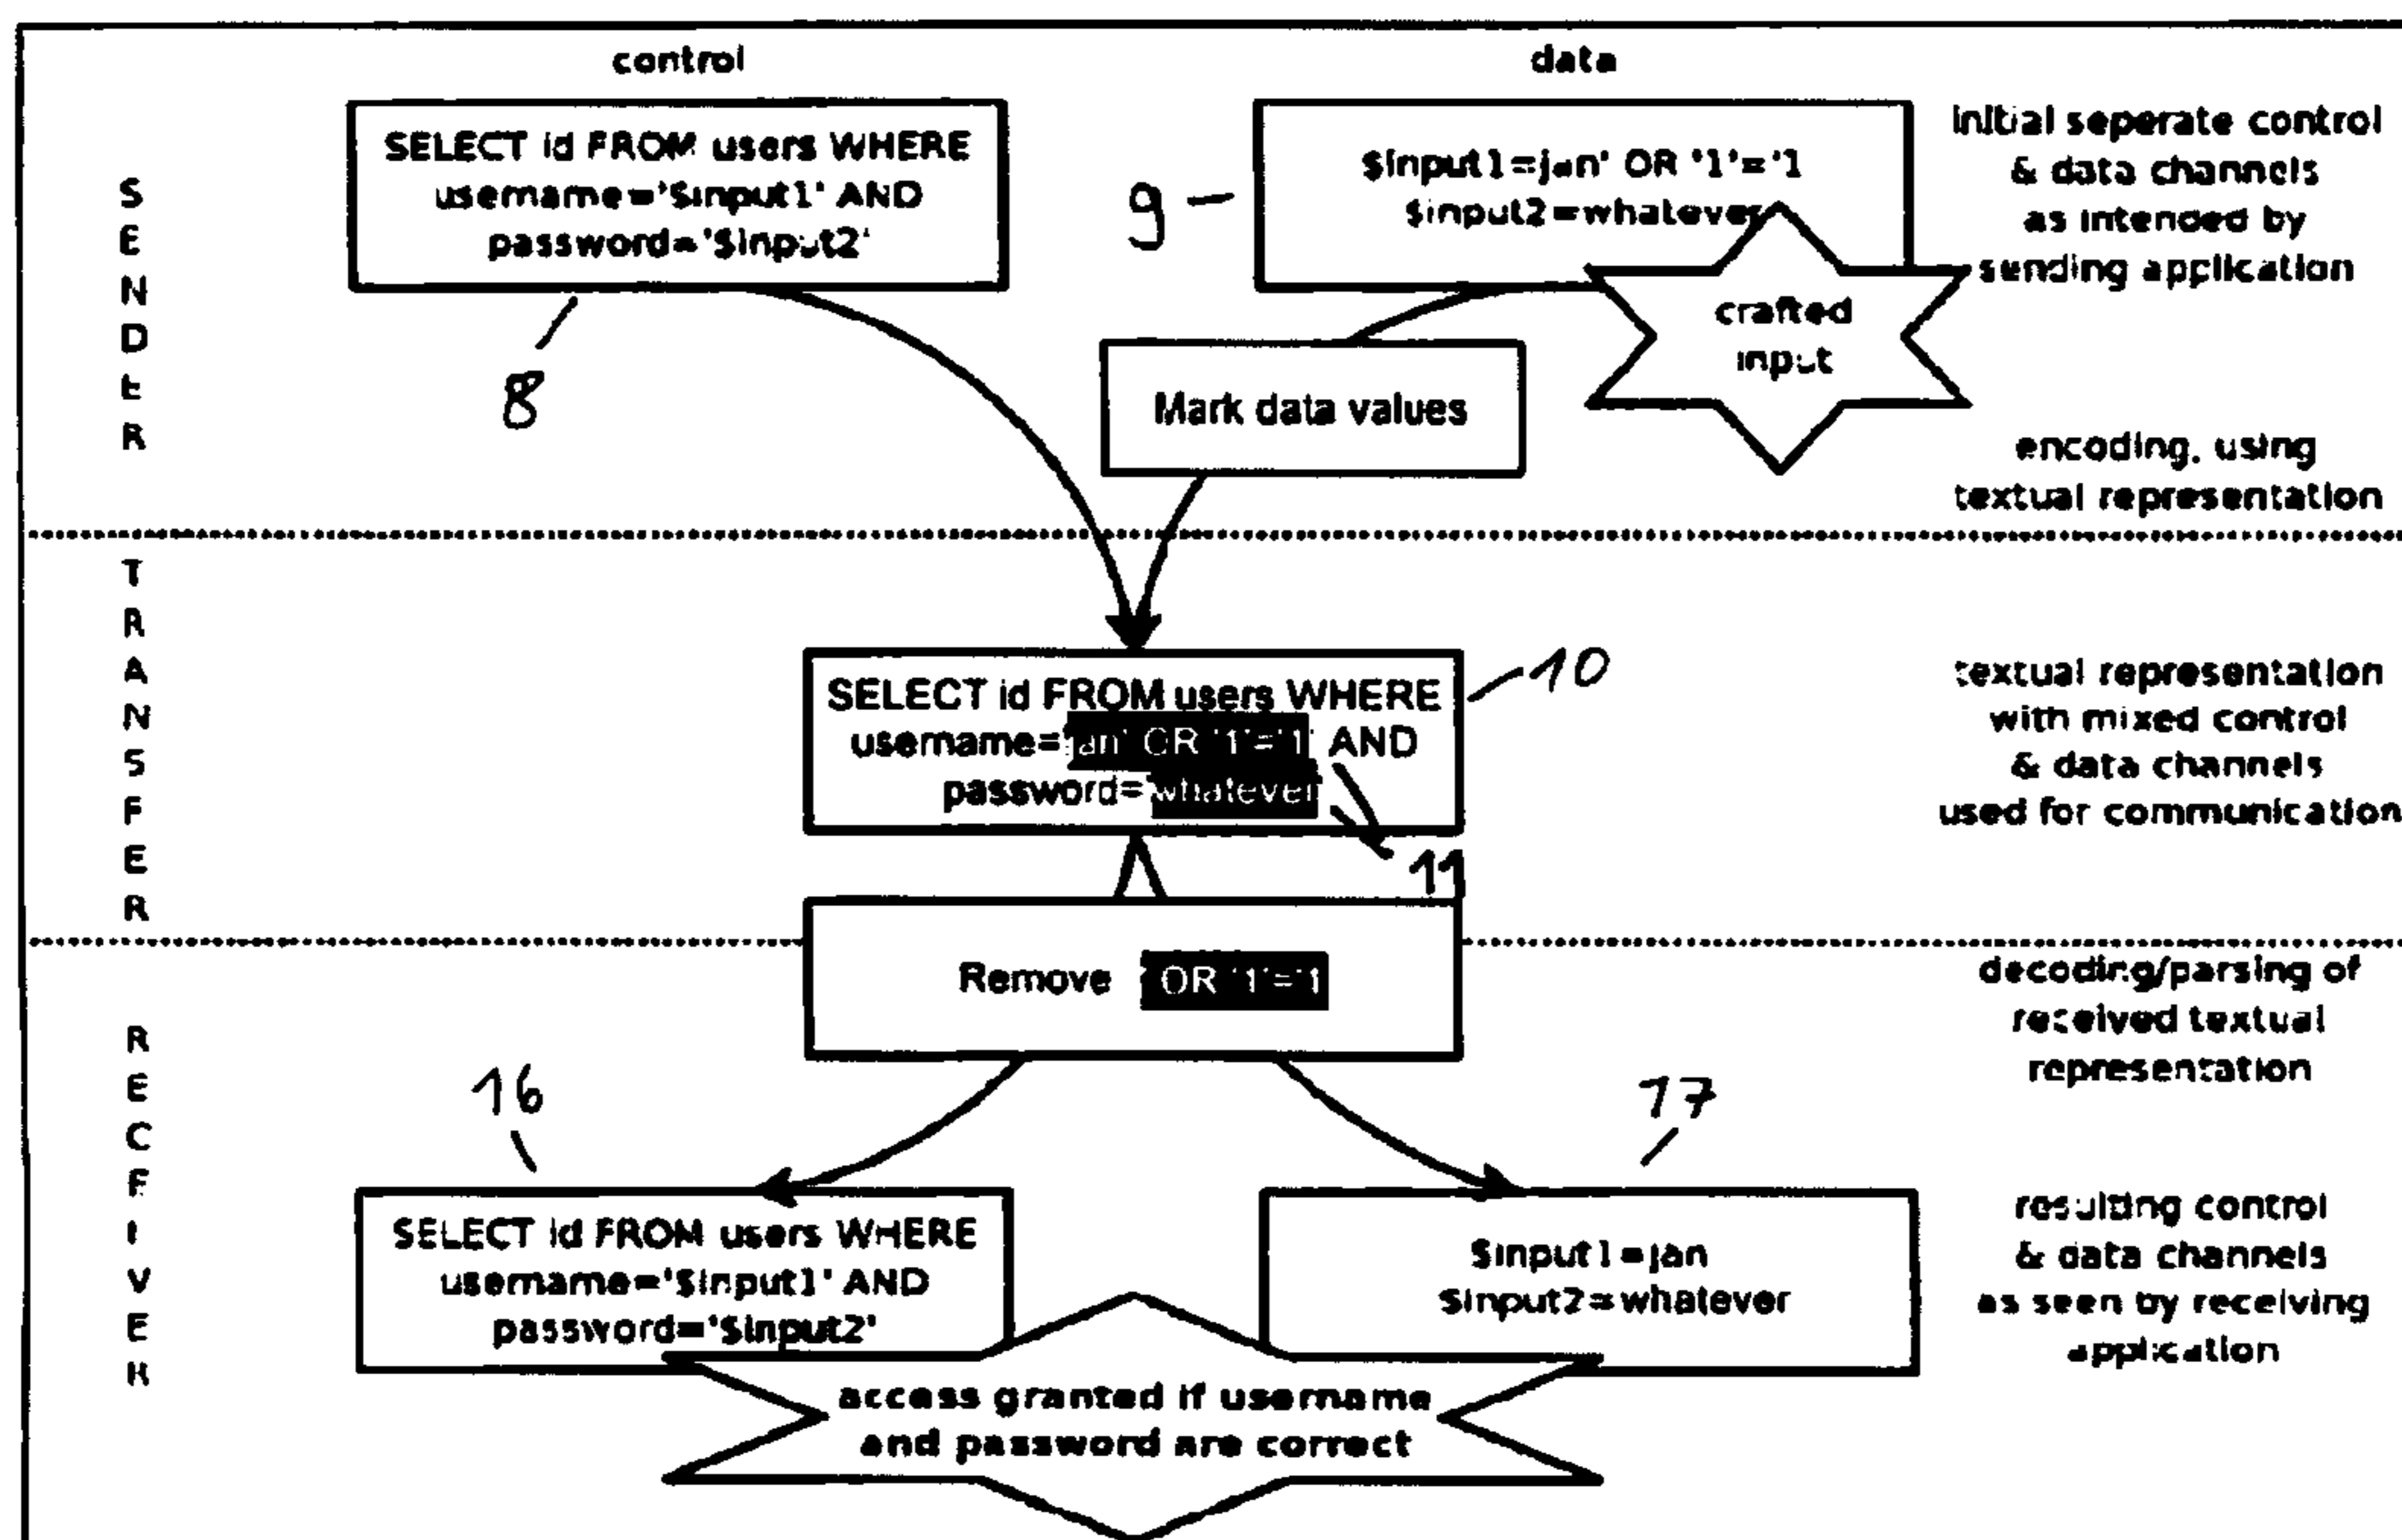 control
data
SELECT id FROM users WHERE
username='$input1' AND
password='$input2'
8
$input1=jan' OR '1'='1
$input2=whatever
9
crafted
input
initial seperate control
& data channels
as intended by
sending application
Mark data values
encoding, using
textual representation
S
E
N
D
E
R
T
R
A
N
S
F
E
R
SELECT id FROM users WHERE
username='jan' OR '1'='1' AND
password='whatever'
10
11
textual representation
with mixed control
& data channels
used for communication
Remove ' OR '1'='1
decoding/parsing of
received textual
representation
R
E
C
E
I
V
E
R
16
SELECT id FROM users WHERE
username='$input1' AND
password='$input2'
17
$input1=jan
$input2=whatever
resulting control
& data channels
as seen by receiving
application
access granted if username
and password are correct